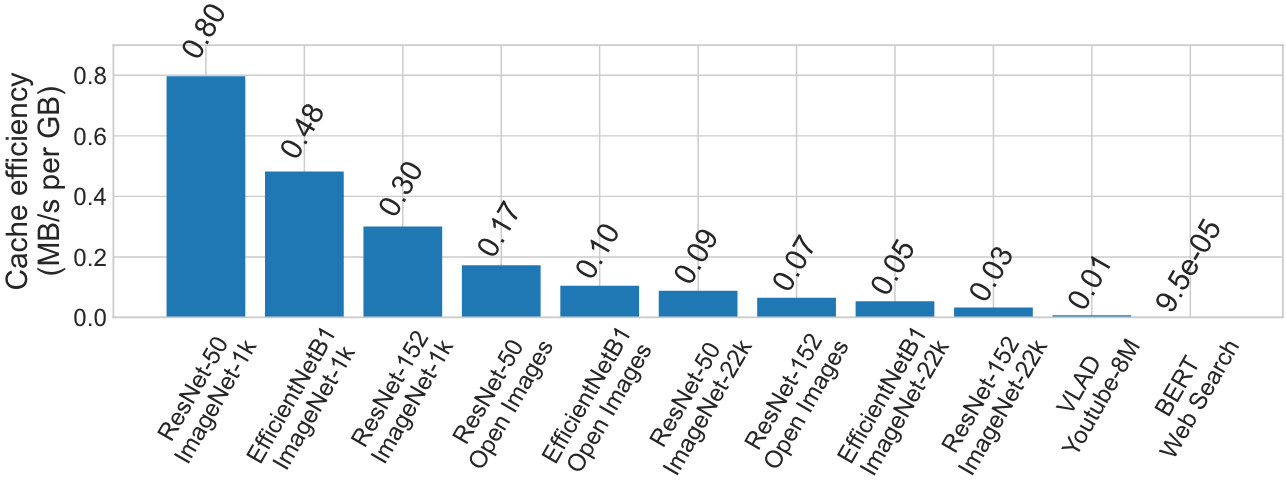 Cache efficiency
(MB/s per GB)
0.8
0.6
0.4
0.2
0.0
0.80
0.48
0.30
0.17
0.10
0.09
0.07
0.05
0.03
0.01
9.5e-05
ResNet-50
ImageNet-1k
EfficientNetB1
ImageNet-1k
ResNet-152
ImageNet-1k
ResNet-50
Open Images
EfficientNetB1
Open Images
ResNet-50
ImageNet-22k
ResNet-152
Open Images
EfficientNetB1
ImageNet-22k
ResNet-152
ImageNet-22k
VLAD
Youtube-8M
BERT
Web Search